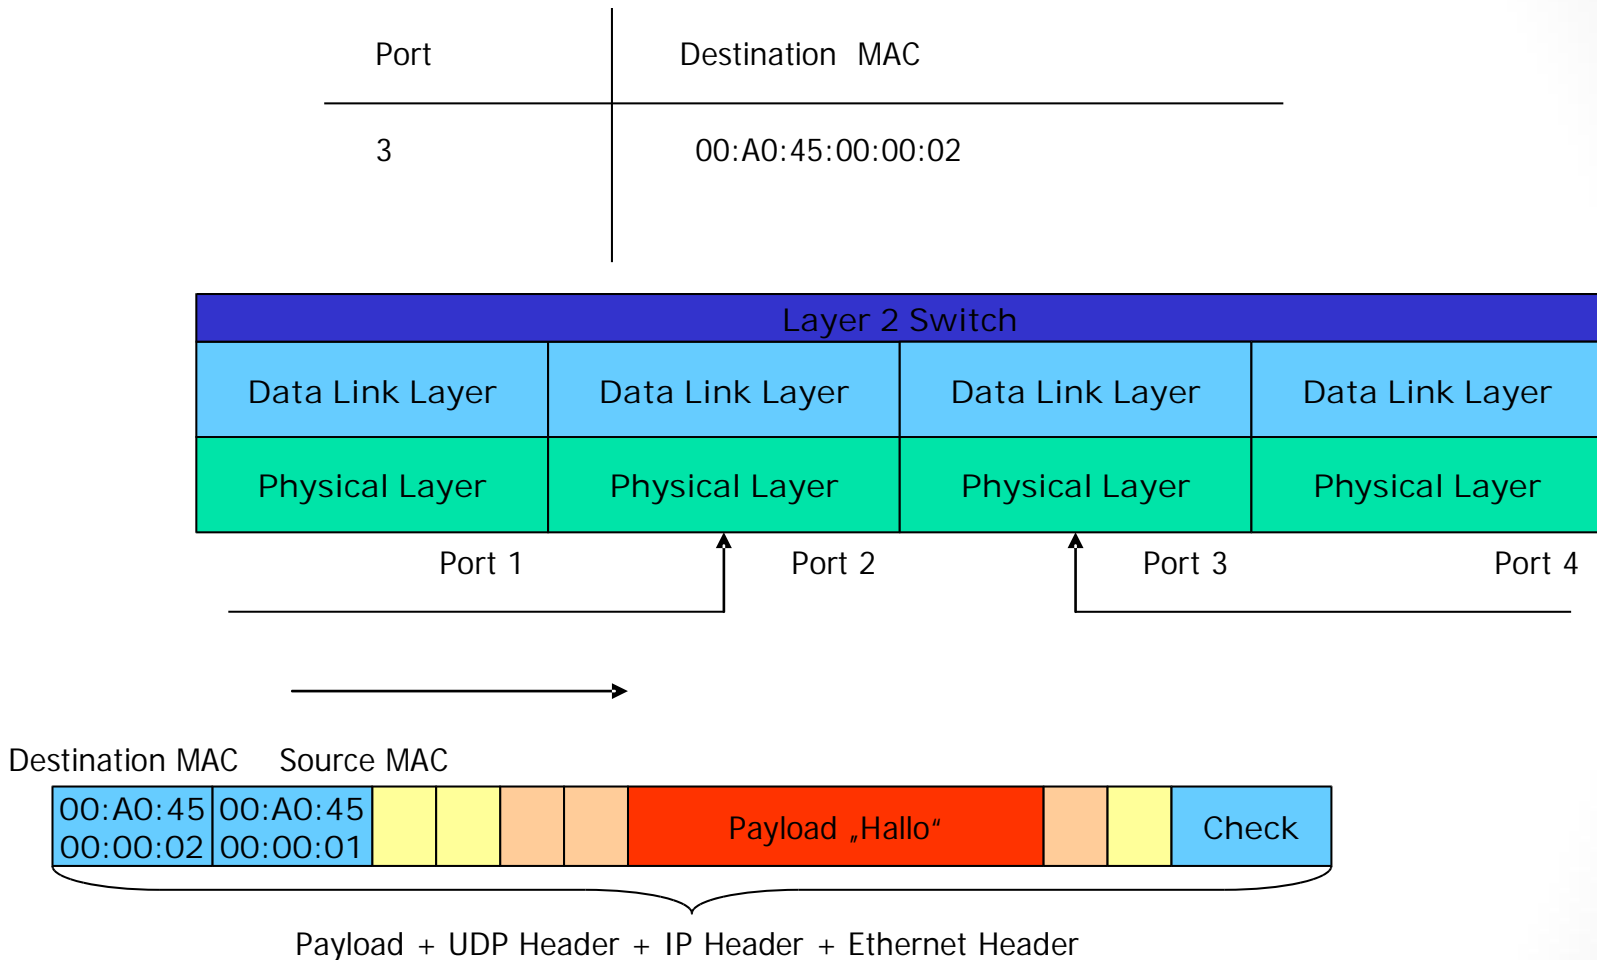 Port Destination MAC
3 00:A0:45:00:00:02
Layer 2 Switch
Data Link Layer Data Link Layer Data Link Layer Data Link Layer
Physical Layer Physical Layer Physical Layer Physical Layer
Port 1 Port 2 Port 3 Port 4
Destination MAC Source MAC
00:A0:45 00:A0:45
00:00:02 00:00:01
Payload „Hallo“
Check
Payload + UDP Header + IP Header + Ethernet Header